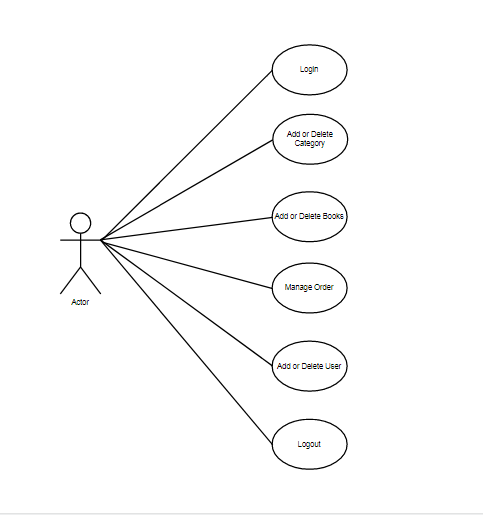 Login
Add or Delete
Category
Add or Delete Books
Manage Order
Actor
Add or Delete User
Logout